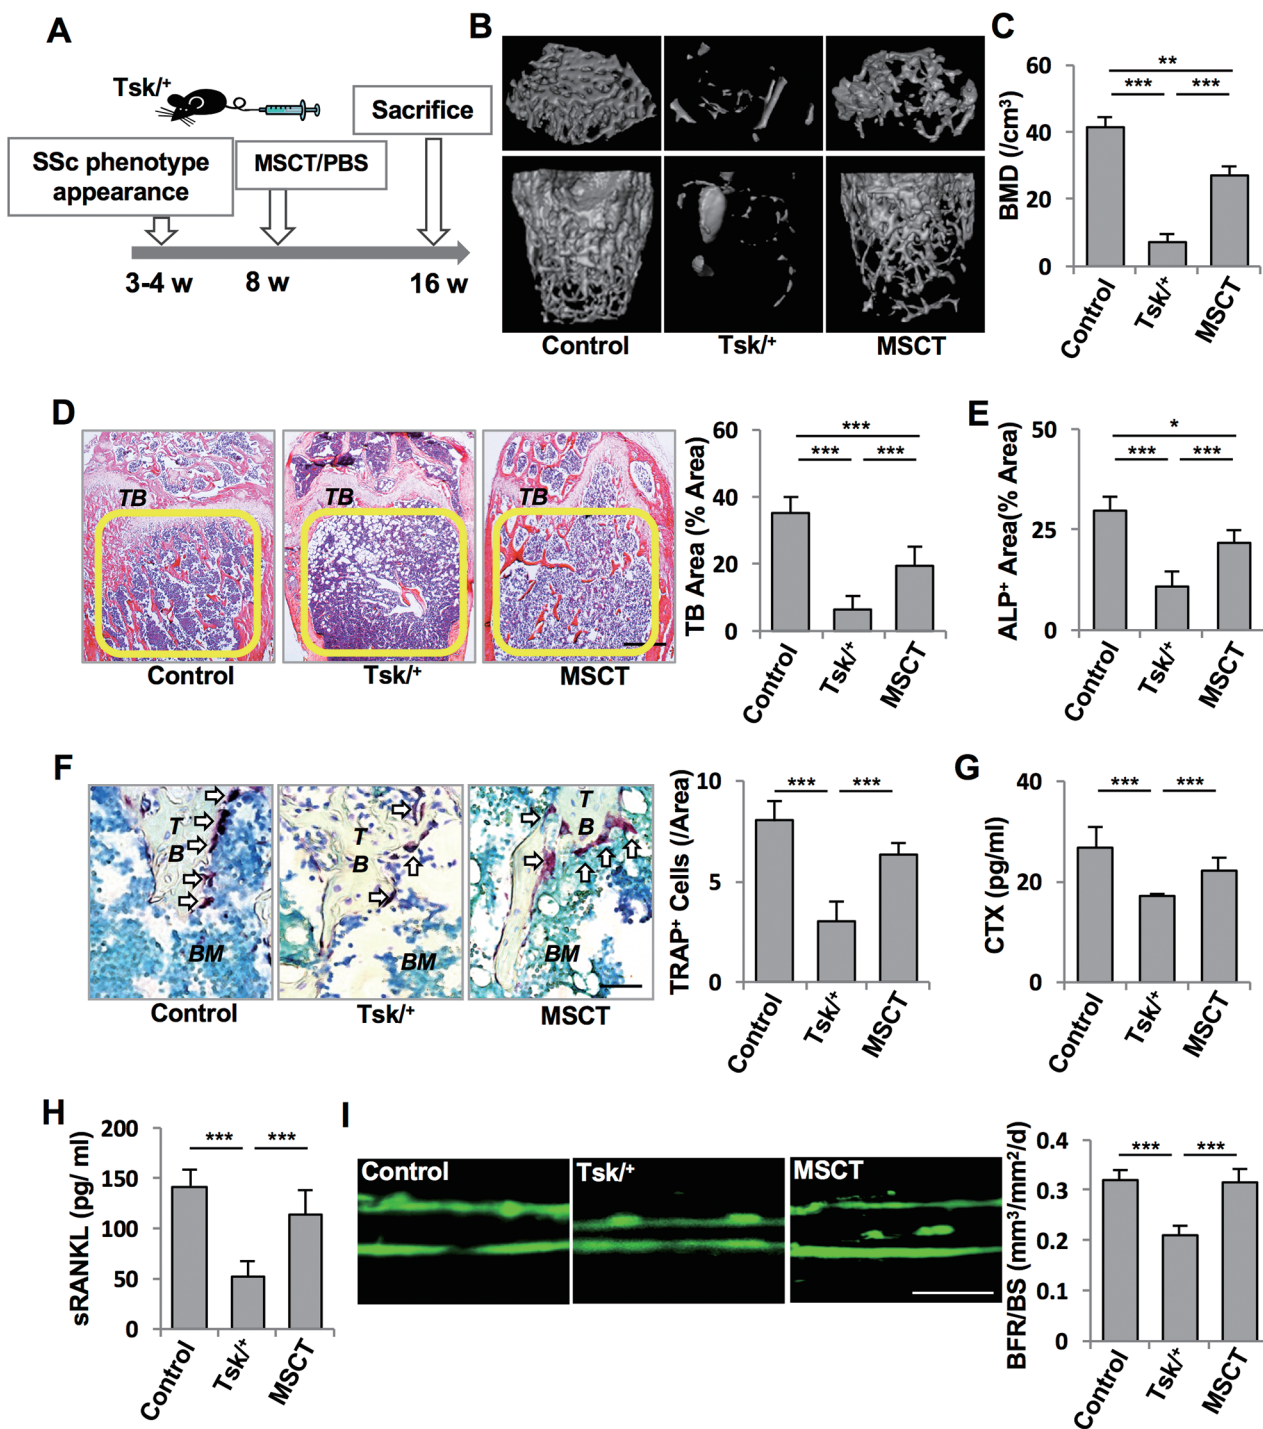 A
Tsk/+
Sacrifice
SSc phenotype
appearance
MSCT/PBS
3-4 w
8 w
16 w
B
Control
Tsk/+
MSCT
C
BMD (/cm³)
60
40
20
0
**
***
***
Control
Tsk/+
MSCT
D
TB
TB
TB
Control
Tsk/+
MSCT
TB Area (% Area)
60
40
20
0
***
***
***
Control
Tsk/+
MSCT
E
ALP⁺ Area(% Area)
50
25
0
*
***
***
Control
Tsk/+
MSCT
F
T
B
BM
T
B
BM
T
B
BM
Control
Tsk/+
MSCT
TRAP⁺ Cells (/Area)
10
5
0
***
***
Control
Tsk/+
MSCT
G
CTX (pg/ml)
40
20
0
***
***
Control
Tsk/+
MSCT
H
sRANKL (pg/ ml)
200
150
100
50
0
***
***
Control
Tsk/+
MSCT
I
Control
Tsk/+
MSCT
BFR/BS (mm³/mm²/d)
0.4
0.3
0.2
0.1
0
***
***
Control
Tsk/+
MSCT